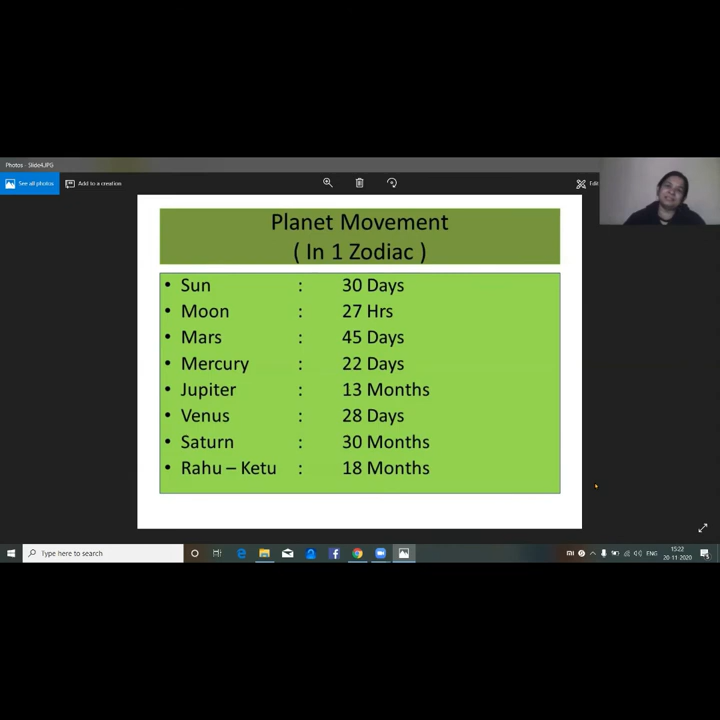 Photos - Slide4.JPG
See all photos
Add to a creation
Edit
Planet Movement
( In 1 Zodiac )
• Sun : 30 Days
• Moon : 27 Hrs
• Mars : 45 Days
• Mercury : 22 Days
• Jupiter : 13 Months
• Venus : 28 Days
• Saturn : 30 Months
• Rahu – Ketu : 18 Months
Type here to search
ENG
15:22
20-11-2020